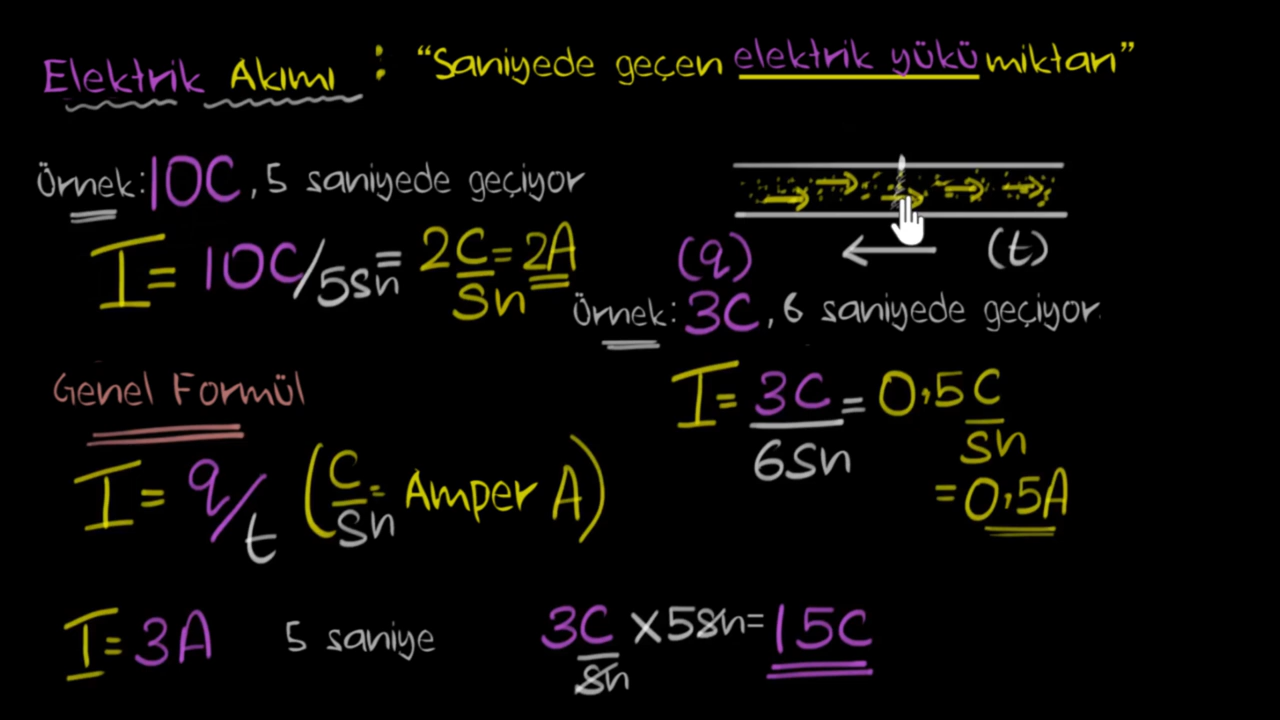 Elektrik Akımı : "Saniyede geçen elektrik yükü miktarı"
Örnek: 10C, 5 saniyede geçiyor
I = 10C/5sn = 2C/sn = 2A
(q) (t)
Örnek: 3C, 6 saniyede geçiyor.
I = 3C/6sn = 0,5C/sn
= 0,5A
Genel Formül
I = q/t (C/sn = Amper A)
I = 3A 5 saniye 3C/sn x 5sn = 15C